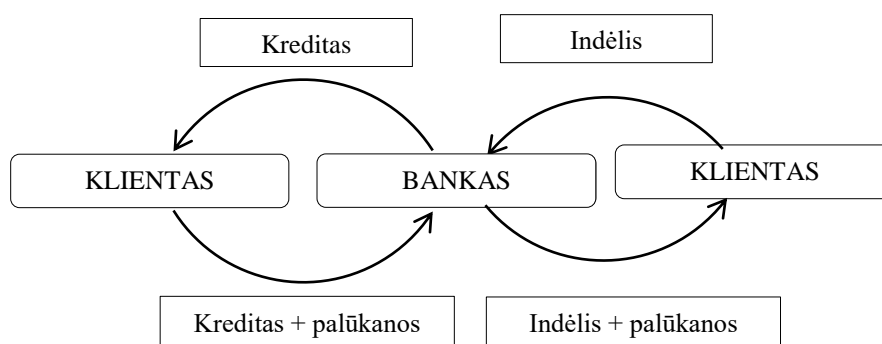 Kreditas
Indėlis
KLIENTAS
BANKAS
KLIENTAS
Kreditas + palūkanos
Indėlis + palūkanos